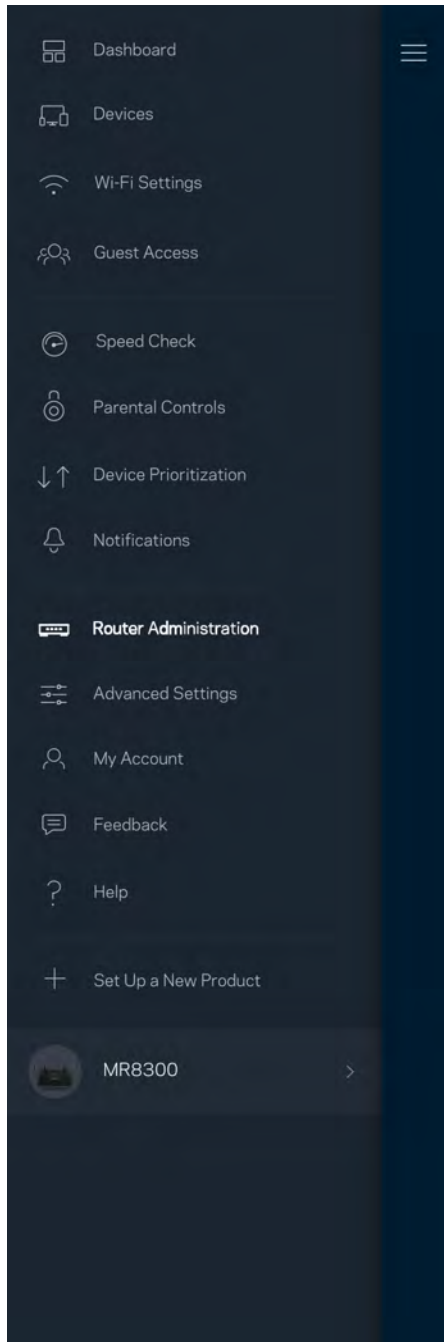 Dashboard
Devices
Wi-Fi Settings
Guest Access
Speed Check
Parental Controls
Device Prioritization
Notifications
Router Administration
Advanced Settings
My Account
Feedback
? Help
+ Set Up a New Product
MR8300 >